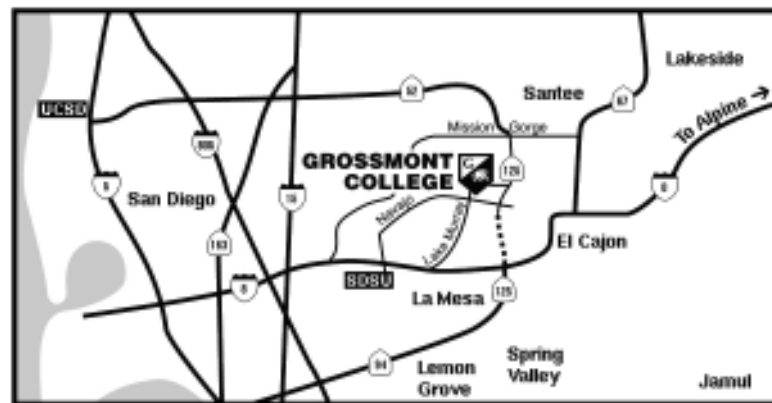 Lakeside
52
Santee
67
To Alpine
UCSD
Mission Gorge
805
GROSSMONT
COLLEGE
G
125
5
San Diego
15
8
Navajo
163
Lake Murray
El Cajon
SDSU
8
La Mesa
125
94
Lemon
Grove
Spring
Valley
Jamul